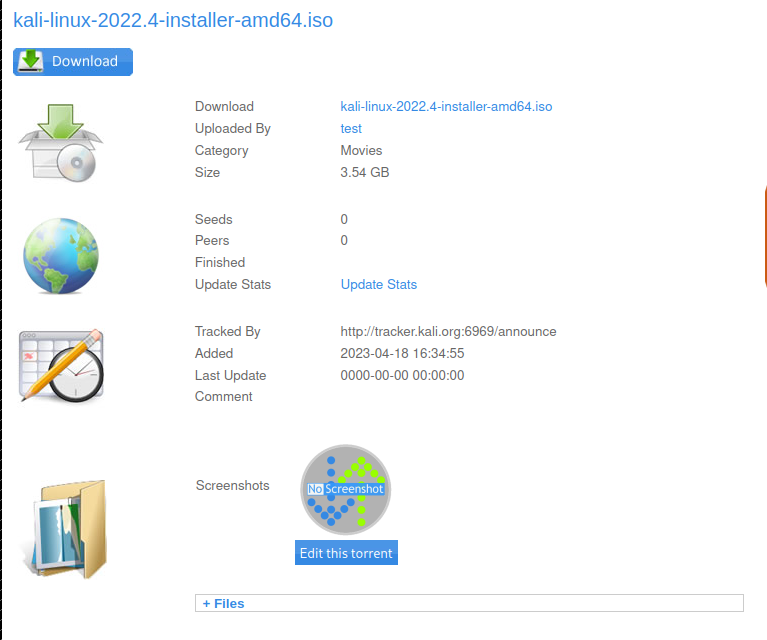 kali-linux-2022.4-installer-amd64.iso
Download
Download kali-linux-2022.4-installer-amd64.iso
Uploaded By test
Category Movies
Size 3.54 GB
Seeds 0
Peers 0
Finished
Update Stats Update Stats
Tracked By http://tracker.kali.org:6969/announce
Added 2023-04-18 16:34:55
Last Update 0000-00-00 00:00:00
Comment
Screenshots No Screenshot
Edit this torrent
+ Files